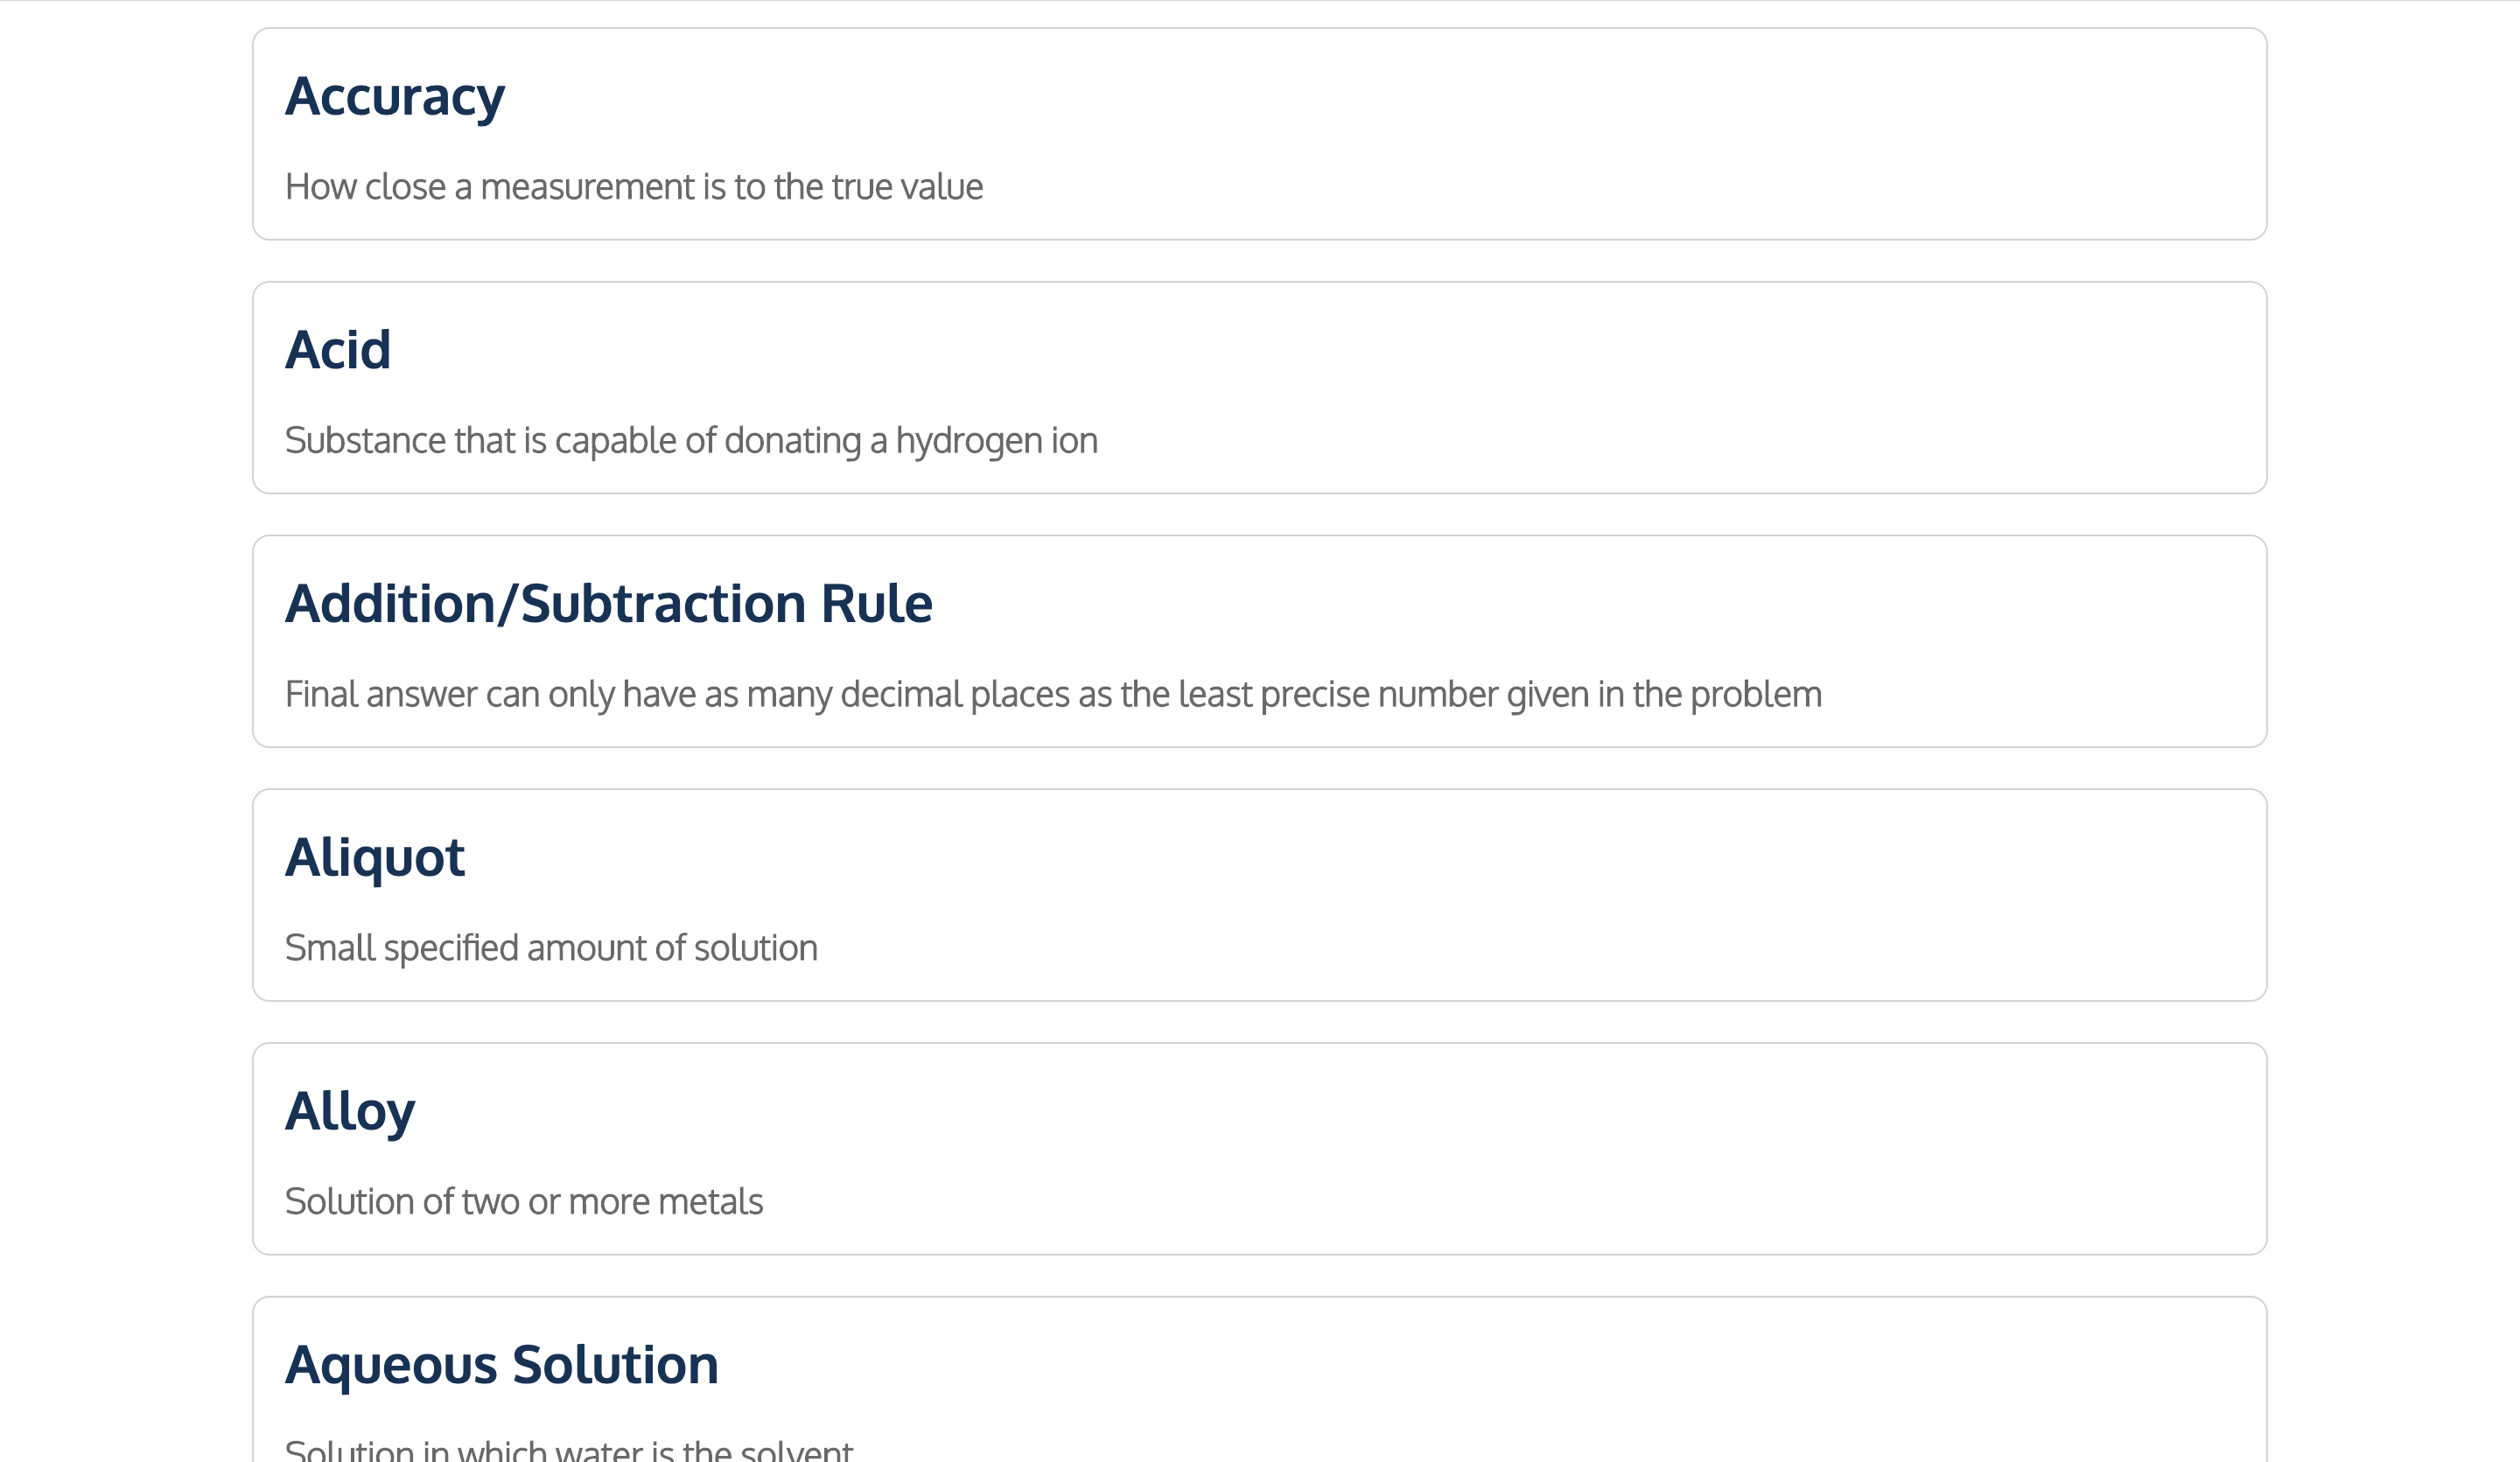 Accuracy
How close a measurement is to the true value
Acid
Substance that is capable of donating a hydrogen ion
Addition/Subtraction Rule
Final answer can only have as many decimal places as the least precise number given in the problem
Aliquot
Small specified amount of solution
Alloy
Solution of two or more metals
Aqueous Solution
Solution in which water is the solvent